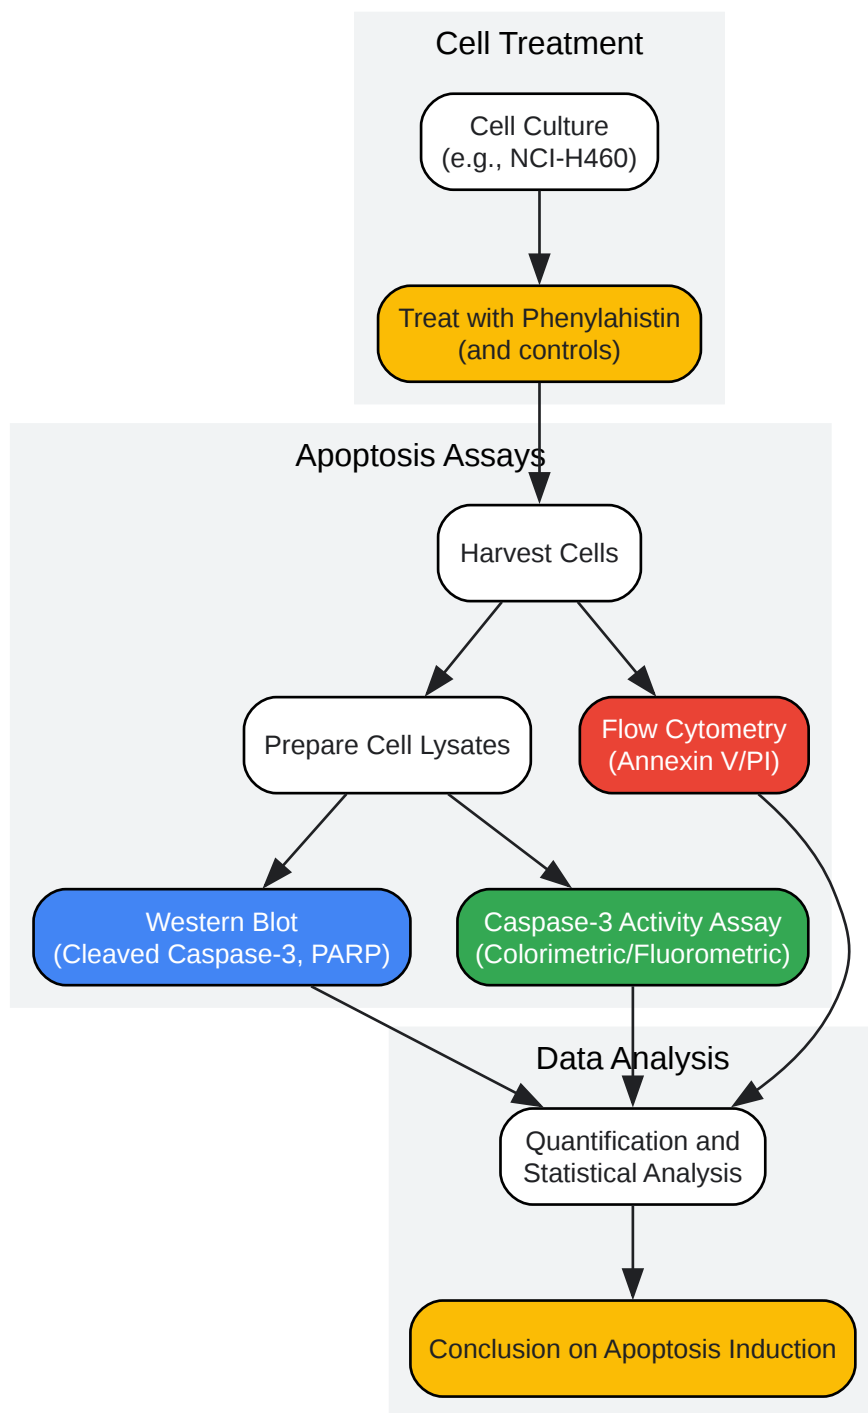 Cell Treatment
Cell Culture
(e.g., NCI-H460)
Treat with Phenylahistin
(and controls)
Apoptosis Assays
Harvest Cells
Prepare Cell Lysates
Flow Cytometry
(Annexin V/PI)
Western Blot
(Cleaved Caspase-3, PARP)
Caspase-3 Activity Assay
(Colorimetric/Fluorometric)
Data Analysis
Quantification and
Statistical Analysis
Conclusion on Apoptosis Induction